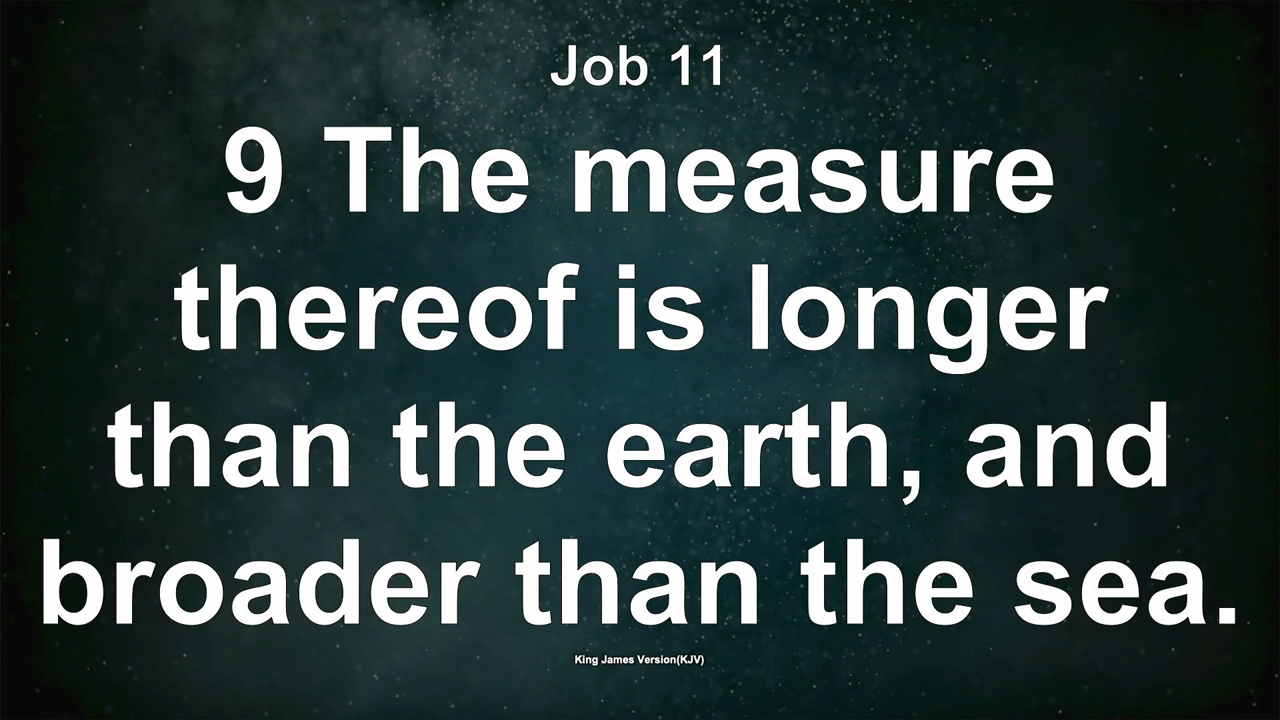 Job 11
9 The measure
thereof is longer
than the earth, and
broader than the sea.
King James Version(KJV)